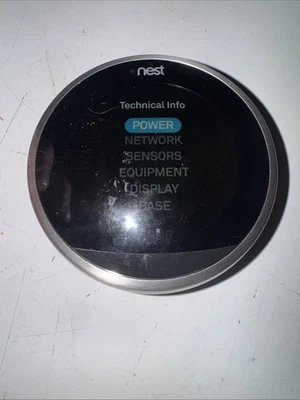 nest
Technical Info
POWER
NETWORK
SENSORS
EQUIPMENT
DISPLAY
BASE